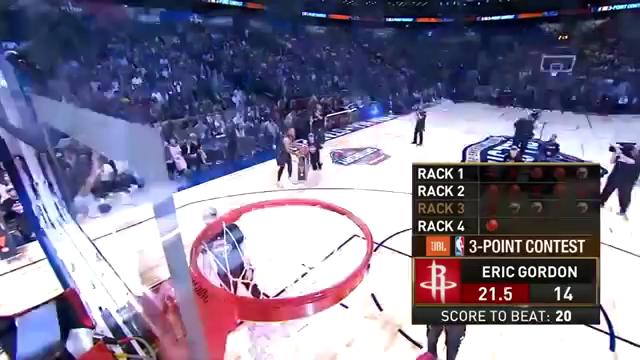 RACK 1
RACK 2
RACK 3
RACK 4
JBL 3-POINT CONTEST
ERIC GORDON
21.5 14
SCORE TO BEAT: 20